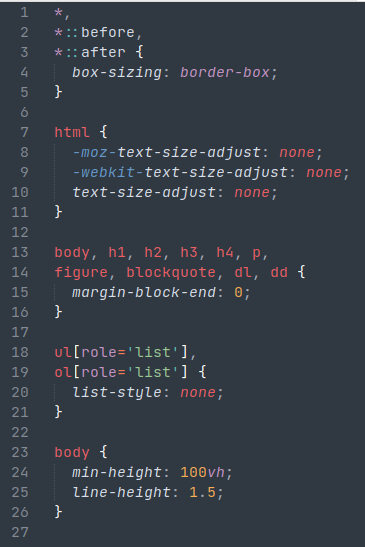 1 *,
2 *::before,
3 *::after {
4   box-sizing: border-box;
5 }
6
7 html {
8   -moz-text-size-adjust: none;
9   -webkit-text-size-adjust: none;
10   text-size-adjust: none;
11 }
12
13 body, h1, h2, h3, h4, p,
14 figure, blockquote, dl, dd {
15   margin-block-end: 0;
16 }
17
18 ul[role='list'],
19 ol[role='list'] {
20   list-style: none;
21 }
22
23 body {
24   min-height: 100vh;
25   line-height: 1.5;
26 }
27